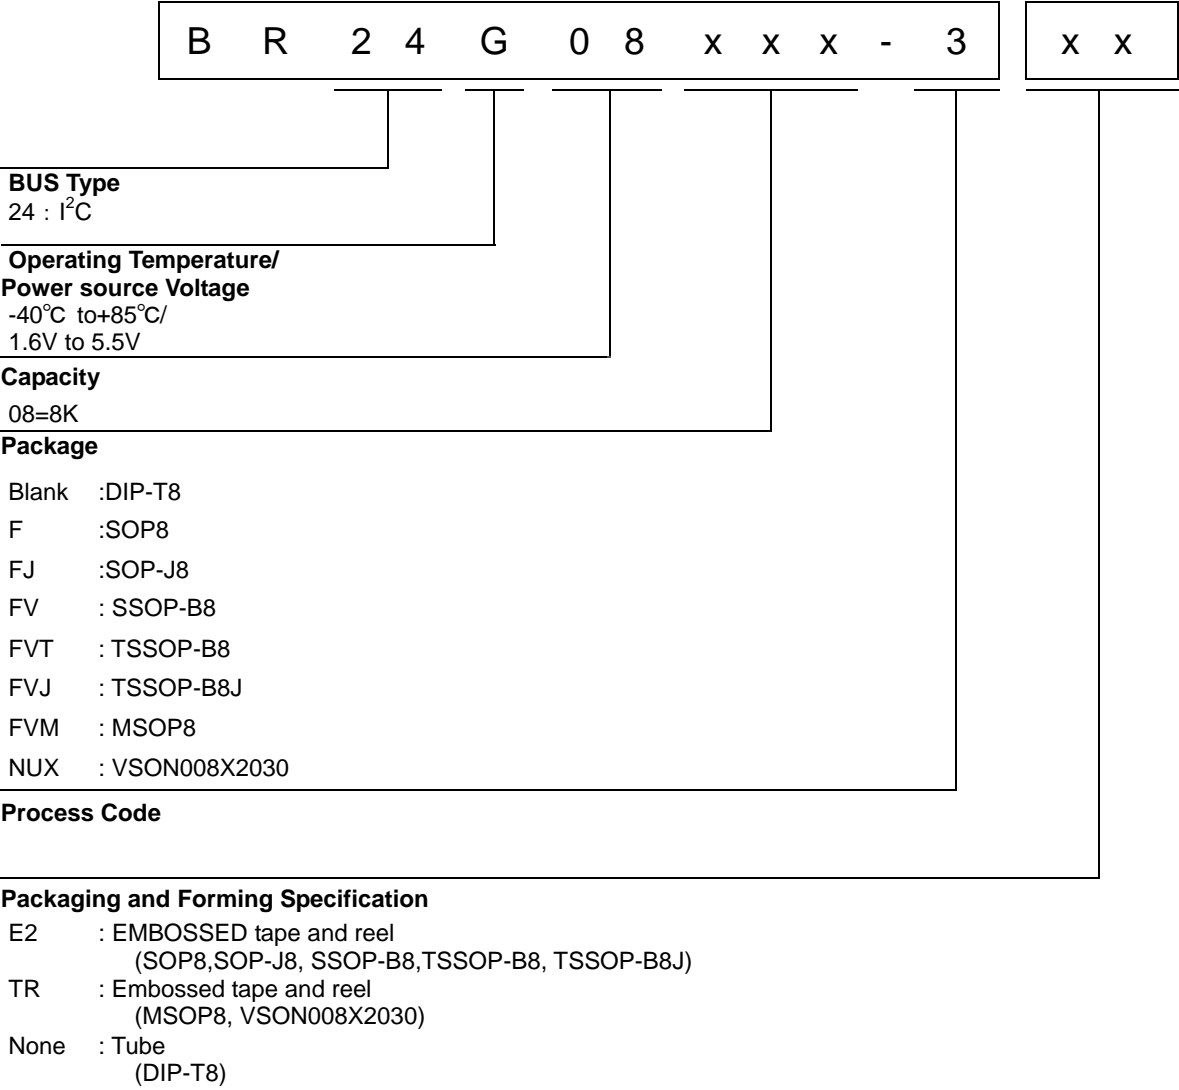 B R 2 4 G 0 8 x x x - 3 x x
BUS Type
24：I²C
Operating Temperature/
Power source Voltage
-40℃ to+85℃/
1.6V to 5.5V
Capacity
08=8K
Package
Blank :DIP-T8
F :SOP8
FJ :SOP-J8
FV : SSOP-B8
FVT : TSSOP-B8
FVJ : TSSOP-B8J
FVM : MSOP8
NUX : VSON008X2030
Process Code
Packaging and Forming Specification
E2 : EMBOSSED tape and reel
(SOP8,SOP-J8, SSOP-B8,TSSOP-B8, TSSOP-B8J)
TR : Embossed tape and reel
(MSOP8, VSON008X2030)
None : Tube
(DIP-T8)